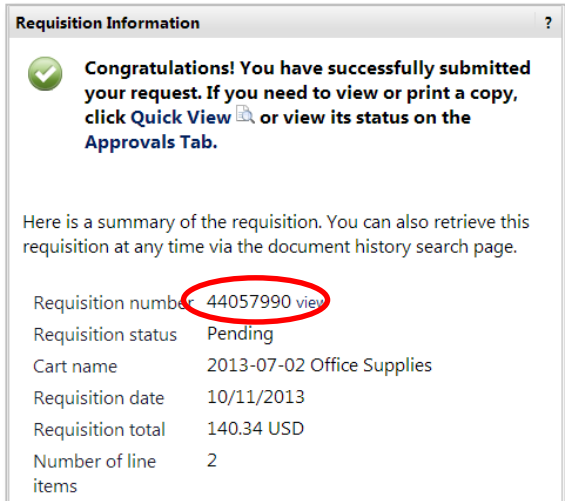 Requisition Information ?
Congratulations! You have successfully submitted
your request. If you need to view or print a copy,
click Quick View or view its status on the
Approvals Tab.
Here is a summary of the requisition. You can also retrieve this
requisition at any time via the document history search page.
Requisition number 44057990 view
Requisition status Pending
Cart name 2013-07-02 Office Supplies
Requisition date 10/11/2013
Requisition total 140.34 USD
Number of line 2
items